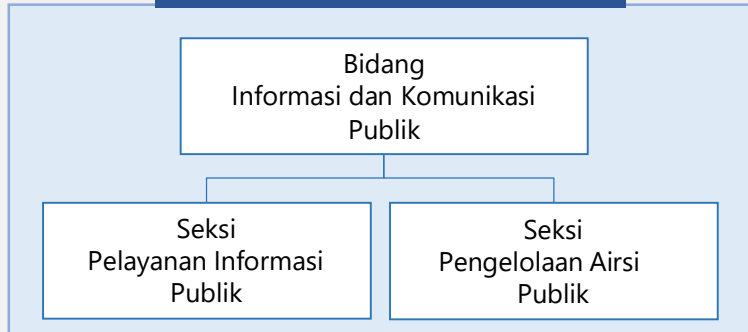 Bidang
Informasi dan Komunikasi
Publik
Seksi
Pelayanan Informasi
Publik
Seksi
Pengelolaan Airsi
Publik